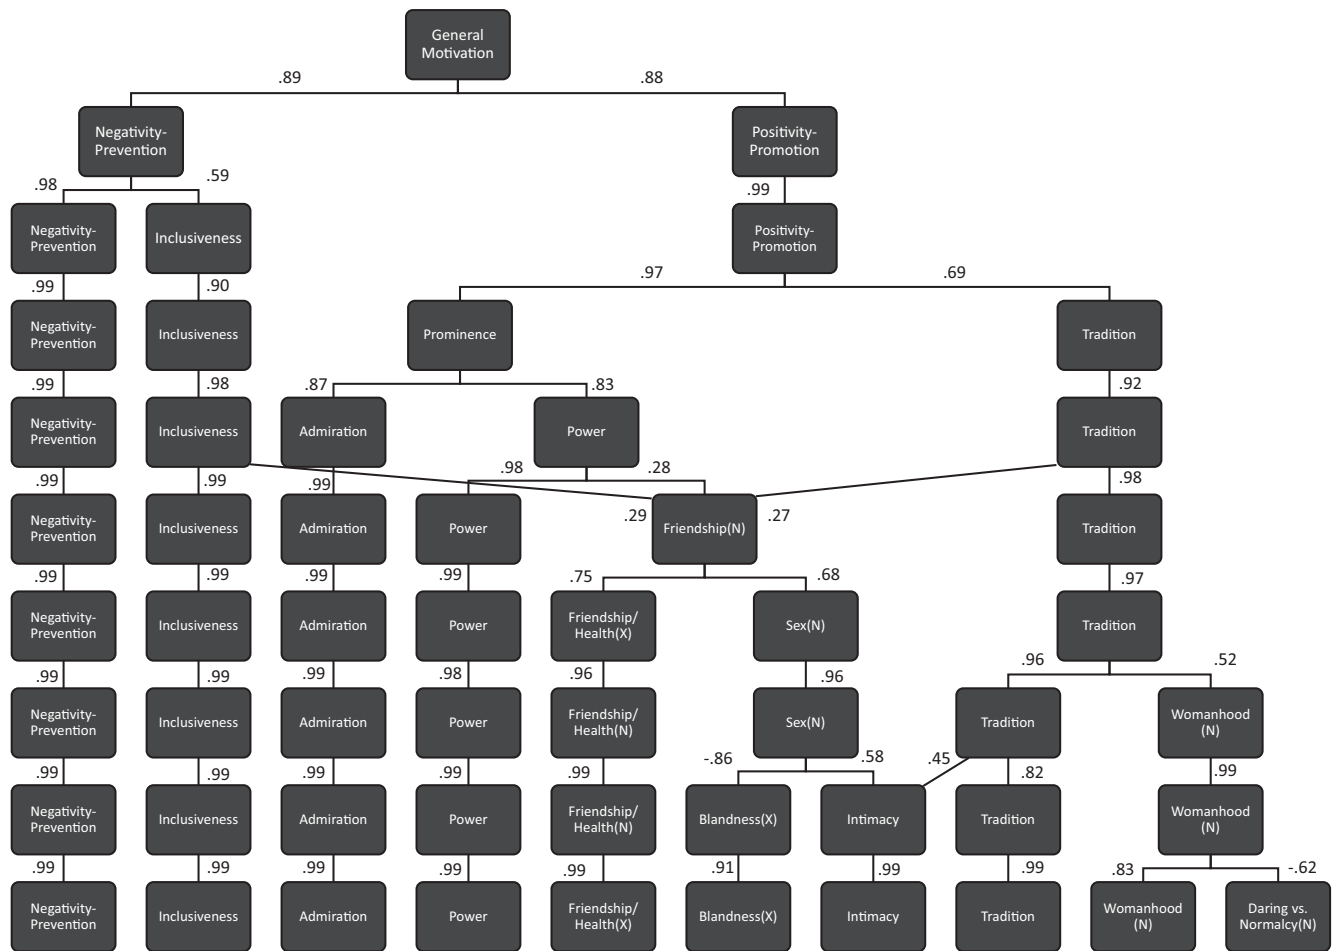 General
Motivation
.89
.88
Negativity-
Prevention
Positivity-
Promotion
.98
.59
.99
Negativity-
Prevention
Inclusiveness
Positivity-
Promotion
.99
.90
.97
.69
Negativity-
Prevention
Inclusiveness
Prominence
Tradition
.99
.98
.87
.83
.92
Negativity-
Prevention
Inclusiveness
Admiration
Power
Tradition
.99
.99
.99
.98
.28
.98
Negativity-
Prevention
Inclusiveness
Admiration
Power
.29
Friendship(N)
.27
Tradition
.99
.99
.99
.99
.75
.68
.97
Negativity-
Prevention
Inclusiveness
Admiration
Power
Friendship/
Health(X)
Sex(N)
Tradition
.99
.99
.99
.98
.96
.96
.96
.52
Negativity-
Prevention
Inclusiveness
Admiration
Power
Friendship/
Health(N)
Sex(N)
Tradition
Womanhood
(N)
.99
.99
.99
.99
.99
-.86
.58
.45
.82
.99
Negativity-
Prevention
Inclusiveness
Admiration
Power
Friendship/
Health(N)
Blandness(X)
Intimacy
Tradition
Womanhood
(N)
.99
.99
.99
.99
.99
.91
.99
.99
.83
-.62
Negativity-
Prevention
Inclusiveness
Admiration
Power
Friendship/
Health(X)
Blandness(X)
Intimacy
Tradition
Womanhood
(N)
Daring vs.
Normalcy(N)